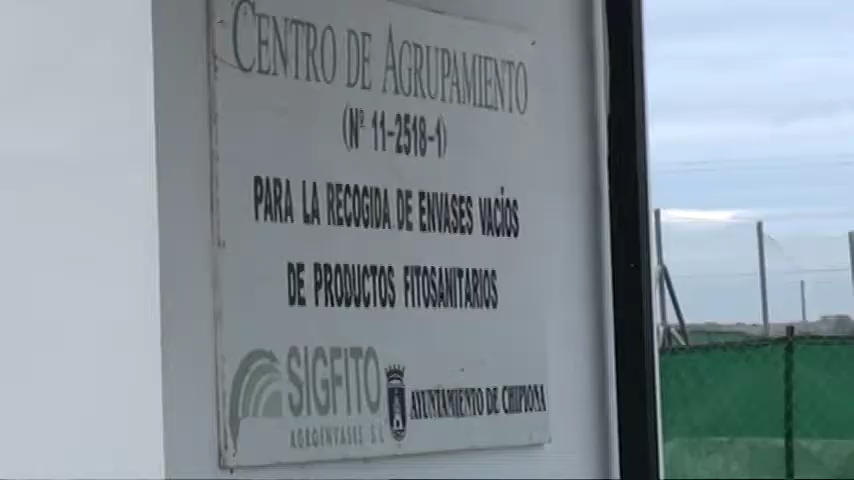 CENTRO DE AGRUPAMIENTO
(Nº 11-2518-1)
PARA LA RECOGIDA DE ENVASES VACÍOS
DE PRODUCTOS FITOSANITARIOS
SIGFITO
AGROENVASES S.L
AYUNTAMIENTO DE CHIPIONA